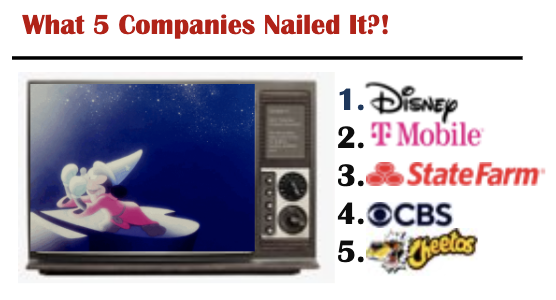 What 5 Companies Nailed It?!
1. Disney
2. T Mobile
3. State Farm
4. CBS
5. Cheetos